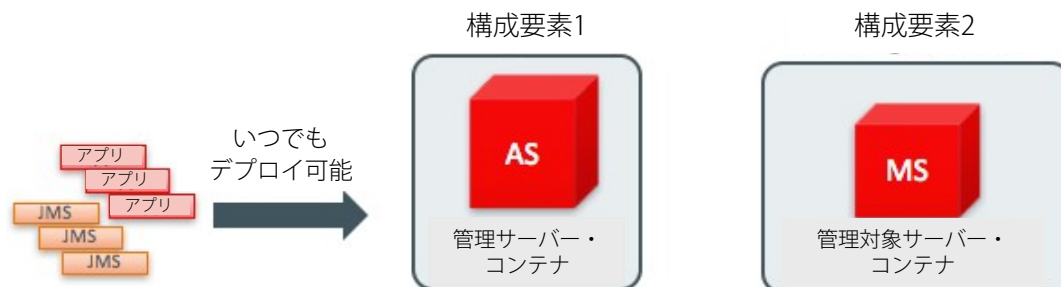 構成要素1
構成要素2
いつでも
デプロイ可能
アプリ
アプリ
アプリ
JMS
JMS
JMS
AS
管理サーバー・
コンテナ
MS
管理対象サーバー・
コンテナ